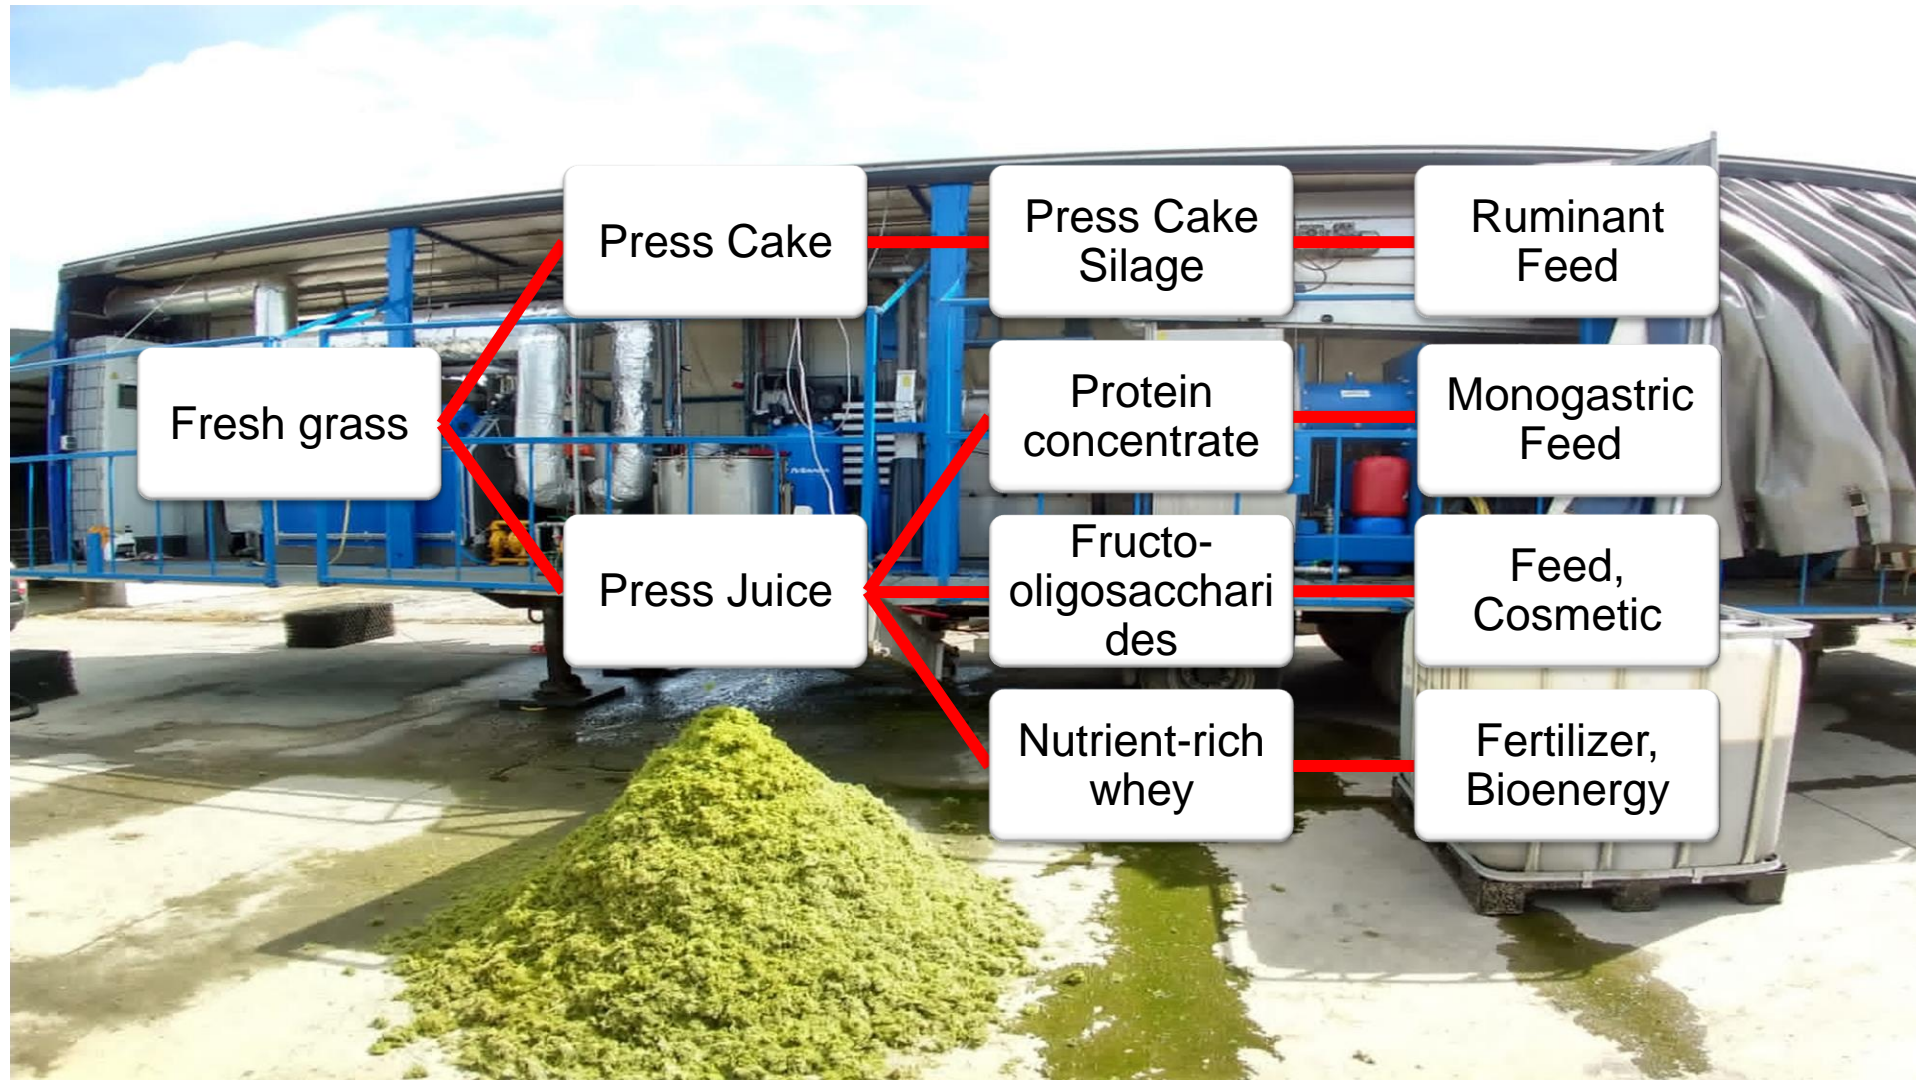 Press Cake
Press Cake
Silage
Ruminant
Feed
Fresh grass
Protein
concentrate
Monogastric
Feed
Press Juice
Fructo-
oligosacchari
des
Feed,
Cosmetic
Nutrient-rich
whey
Fertilizer,
Bioenergy